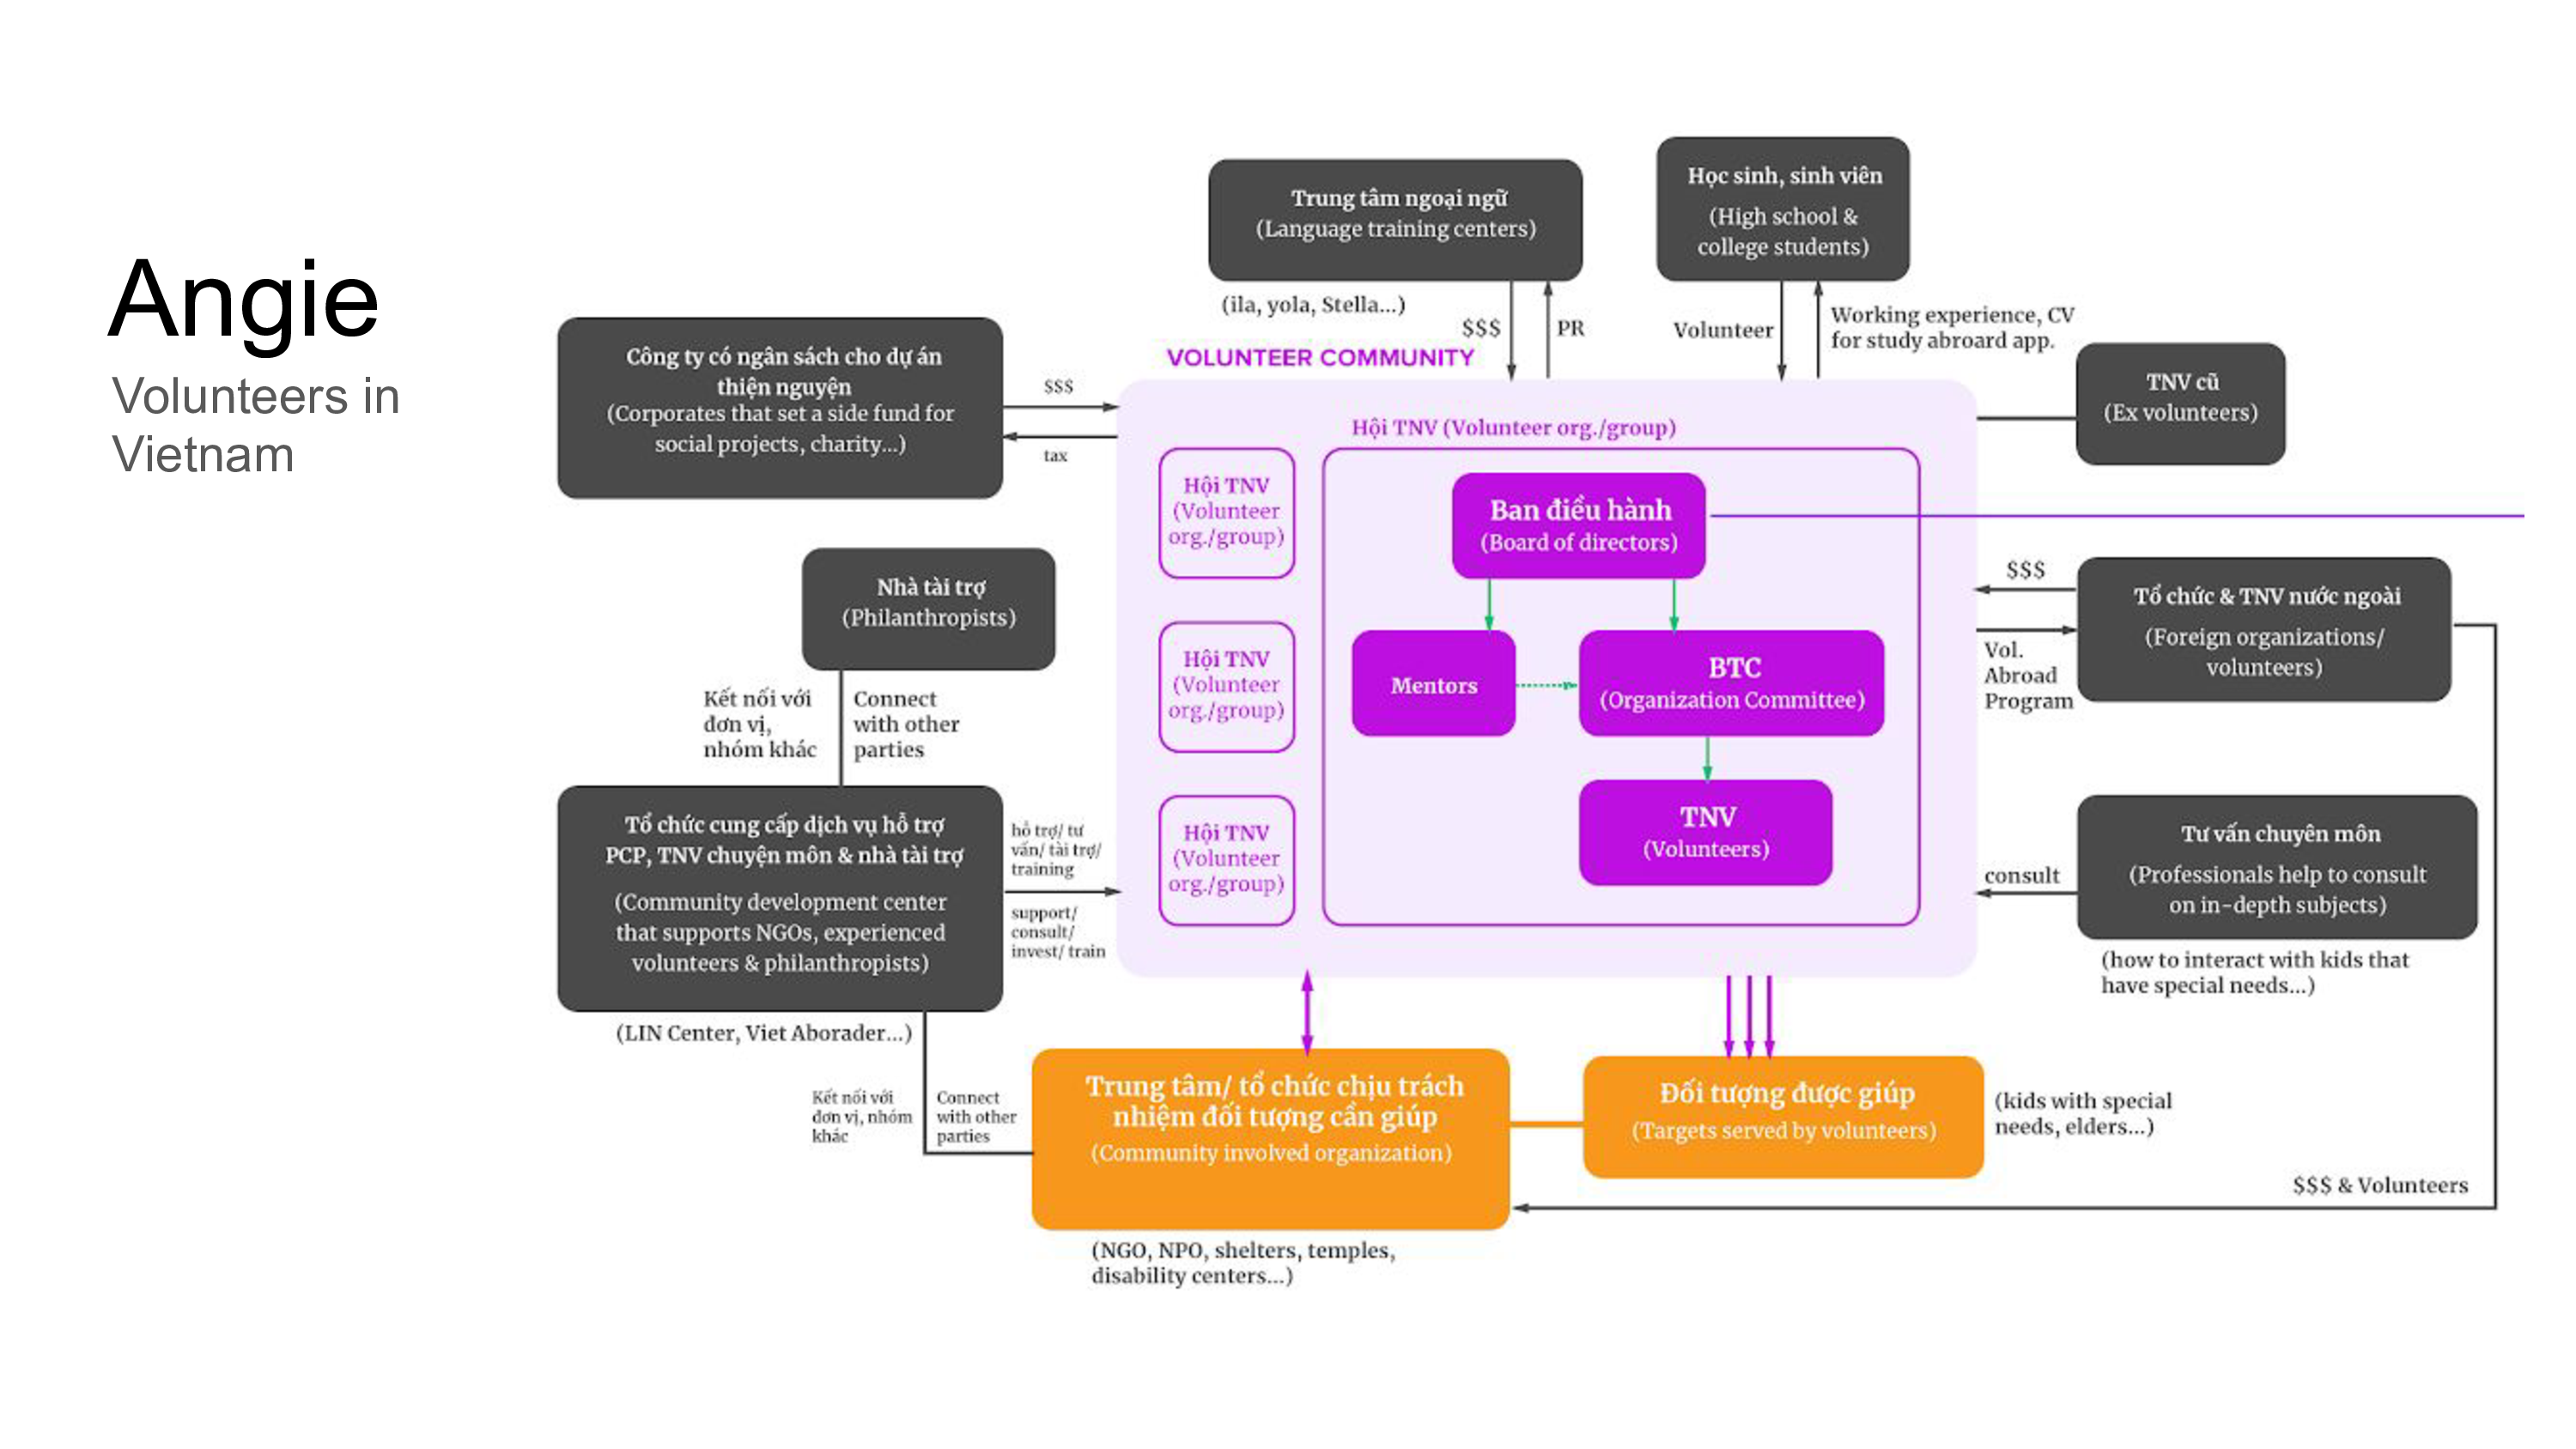 Angie
Volunteers in
Vietnam
Trung tâm ngoại ngữ
(Language training centers)
(ila, yola, Stella...)
$$$
PR
Học sinh, sinh viên
(High school &
college students)
Volunteer
Working experience, CV
for study abroard app.
Công ty có ngân sách cho dự án
thiện nguyện
(Corporates that set a side fund for
social projects, charity...)
$$$
tax
VOLUNTEER COMMUNITY
TNV cũ
(Ex volunteers)
Hội TNV (Volunteer org./group)
Hội TNV
(Volunteer
org./group)
Hội TNV
(Volunteer
org./group)
Hội TNV
(Volunteer
org./group)
Ban điều hành
(Board of directors)
Mentors
BTC
(Organization Committee)
TNV
(Volunteers)
Nhà tài trợ
(Philanthropists)
Kết nối với
đơn vị,
nhóm khác
Connect
with other
parties
$$$
Vol.
Abroad
Program
Tổ chức & TNV nước ngoài
(Foreign organizations/
volunteers)
Tổ chức cung cấp dịch vụ hỗ trợ
PCP, TNV chuyện môn & nhà tài trợ
(Community development center
that supports NGOs, experienced
volunteers & philanthropists)
(LIN Center, Viet Aborader...)
hỗ trợ/ tư
vấn/ tài trợ/
training
support/
consult/
invest/ train
consult
Tư vấn chuyên môn
(Professionals help to consult
on in-depth subjects)
(how to interact with kids that
have special needs...)
Kết nối với
đơn vị, nhóm
khác
Connect
with other
parties
Trung tâm/ tổ chức chịu trách
nhiệm đối tượng cần giúp
(Community involved organization)
(NGO, NPO, shelters, temples,
disability centers...)
Đối tượng được giúp
(Targets served by volunteers)
(kids with special
needs, elders...)
$$$ & Volunteers